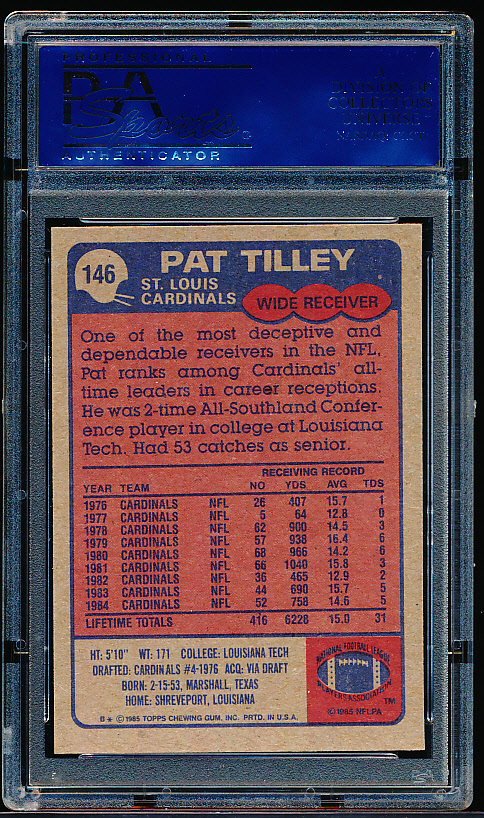 PROFESSIONAL
PSA
Sports
AUTHENTICATOR
A
DIVISION OF
COLLECTORS
UNIVERSE
146
PAT TILLEY
ST. LOUIS
CARDINALS
WIDE RECEIVER
One of the most deceptive and
dependable receivers in the NFL,
Pat ranks among Cardinals' all-
time leaders in career receptions.
He was 2-time All-Southland Confer-
ence player in college at Louisiana
Tech. Had 53 catches as senior.
RECEIVING RECORD
YEAR TEAM NO YDS AVG TDS
1976 CARDINALS NFL 26 407 15.7 1
1977 CARDINALS NFL 5 64 12.8 0
1978 CARDINALS NFL 62 900 14.5 3
1979 CARDINALS NFL 57 938 16.4 6
1980 CARDINALS NFL 68 966 14.2 6
1981 CARDINALS NFL 66 1040 15.8 3
1982 CARDINALS NFL 36 465 12.9 2
1983 CARDINALS NFL 44 690 15.7 5
1984 CARDINALS NFL 52 758 14.6 5
LIFETIME TOTALS 416 6228 15.0 31
HT: 5'10" WT: 171 COLLEGE: LOUISIANA TECH
DRAFTED: CARDINALS #4-1976 ACQ: VIA DRAFT
BORN: 2-15-53, MARSHALL, TEXAS
HOME: SHREVEPORT, LOUISIANA
B* ©1985 TOPPS CHEWING GUM, INC. PRTD. IN U.S.A.
NATIONAL FOOTBALL LEAGUE
PLAYERS ASSOCIATION
TM
©1985 NFLPA